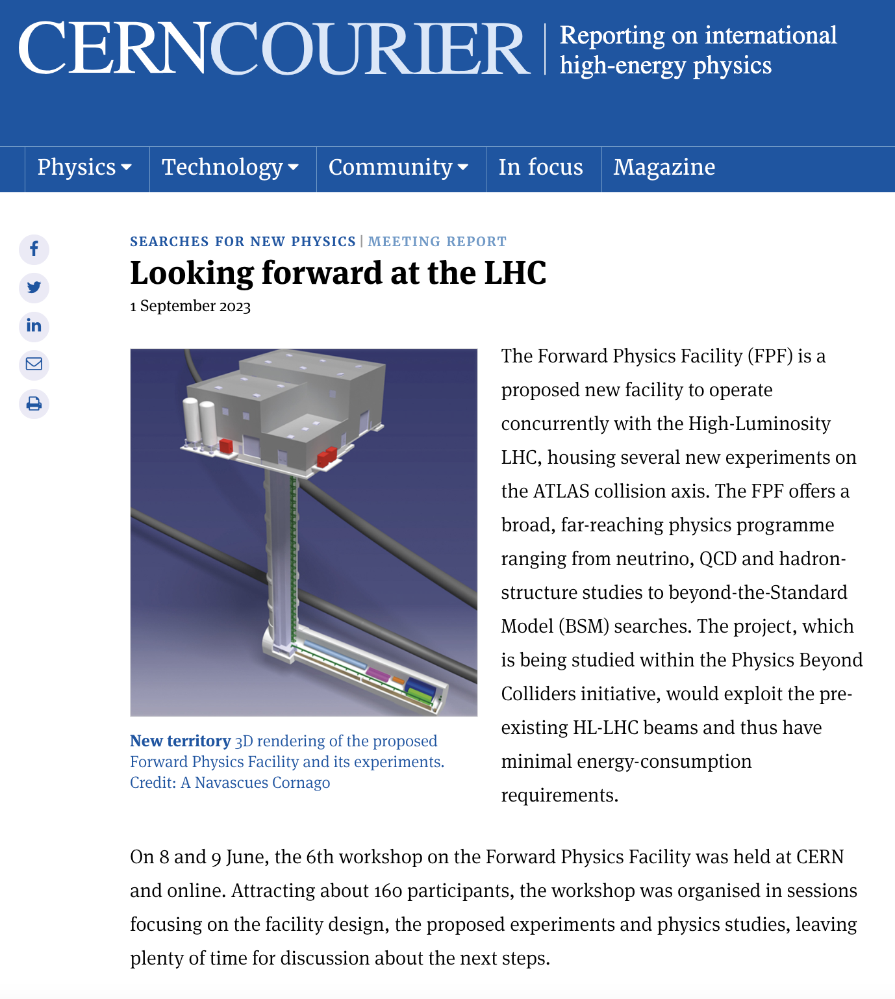 CERNCOURIER
Reporting on international
high-energy physics
Physics
Technology
Community
In focus
Magazine
SEARCHES FOR NEW PHYSICS | MEETING REPORT
Looking forward at the LHC
1 September 2023
The Forward Physics Facility (FPF) is a
proposed new facility to operate
concurrently with the High-Luminosity
LHC, housing several new experiments on
the ATLAS collision axis. The FPF offers a
broad, far-reaching physics programme
ranging from neutrino, QCD and hadron-
structure studies to beyond-the-Standard
Model (BSM) searches. The project, which
is being studied within the Physics Beyond
Colliders initiative, would exploit the pre-
existing HL-LHC beams and thus have
minimal energy-consumption
requirements.
New territory 3D rendering of the proposed
Forward Physics Facility and its experiments.
Credit: A Navascues Cornago
On 8 and 9 June, the 6th workshop on the Forward Physics Facility was held at CERN
and online. Attracting about 160 participants, the workshop was organised in sessions
focusing on the facility design, the proposed experiments and physics studies, leaving
plenty of time for discussion about the next steps.